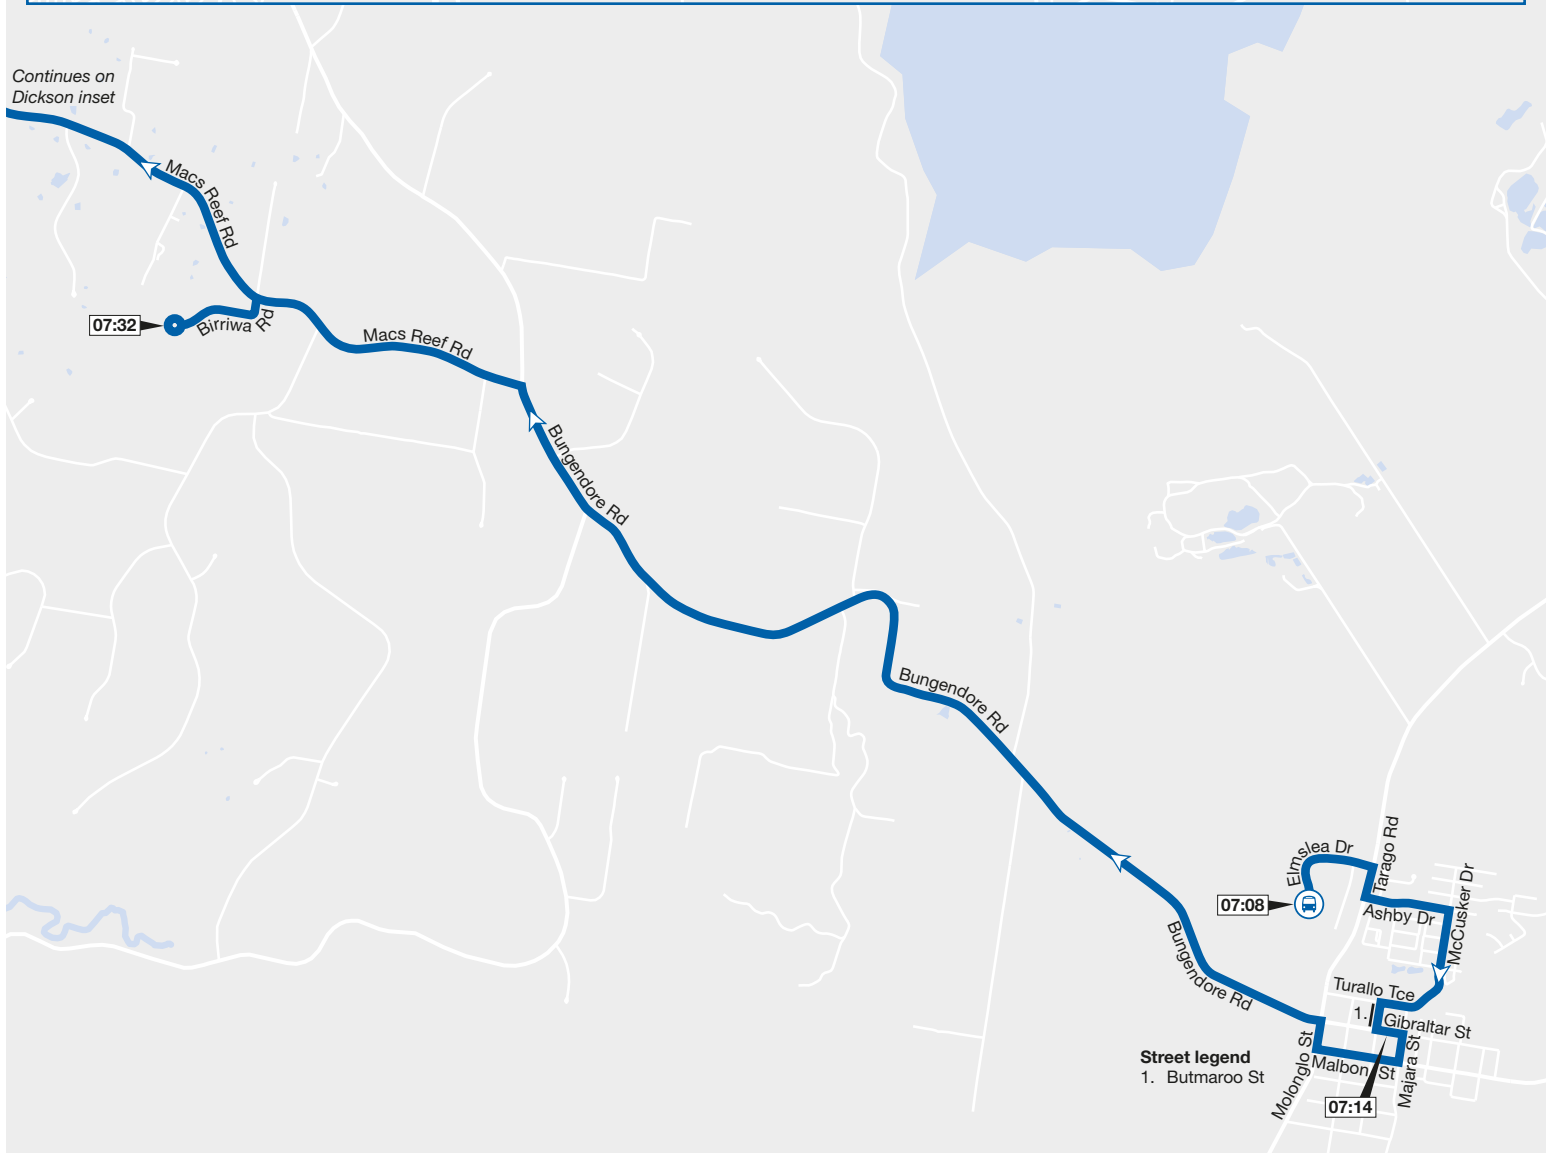 Continues on
Dickson inset
Macs Reef Rd
07:32
Birriwa Rd
Macs Reef Rd
Bungendore Rd
Bungendore Rd
Elmslea Dr
Tarago Rd
07:08
Ashby Dr
McCusker Dr
Bungendore Rd
Turallo Tce
1.
Gibraltar St
Street legend
1. Butmaroo St
Molonglo St
Malbon St
Majara St
07:14